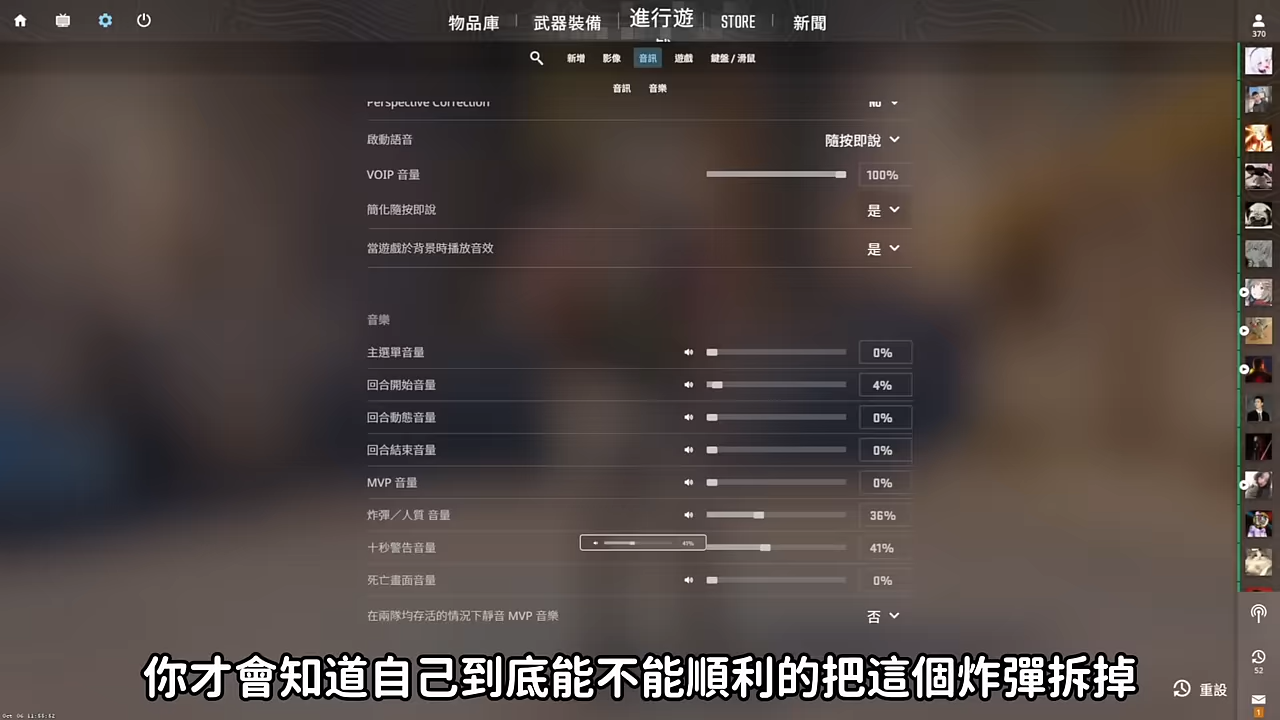 物品庫
武器裝備
進行遊
STORE
新聞
370
新增
影像
音訊
遊戲
鍵盤 / 滑鼠
音訊
音樂
Perspective Correction
No
啟動語音
隨按即說
VOIP 音量
100%
簡化隨按即說
是
當遊戲於背景時播放音效
是
音樂
主選單音量
0%
回合開始音量
4%
回合動態音量
0%
回合結束音量
0%
MVP 音量
0%
炸彈／人質 音量
36%
十秒警告音量
41%
41%
死亡畫面音量
0%
在兩隊均存活的情況下靜音 MVP 音樂
否
你才會知道自己到底能不能順利的把這個炸彈拆掉
重設
52
1